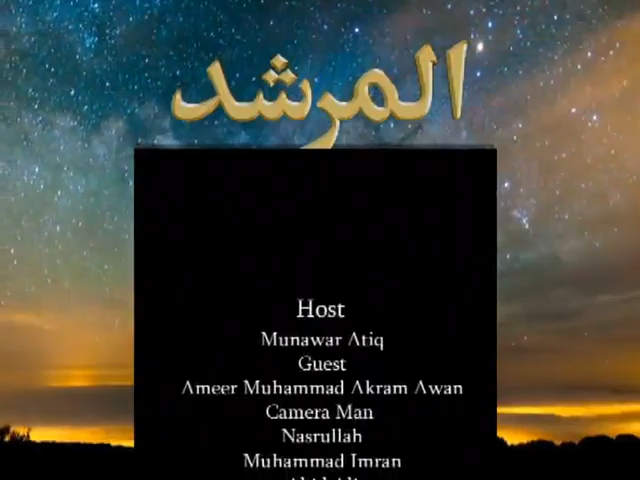 المرشد
Host
Munawar Atiq
Guest
Ameer Muhammad Akram Awan
Camera Man
Nasrullah
Muhammad Imran